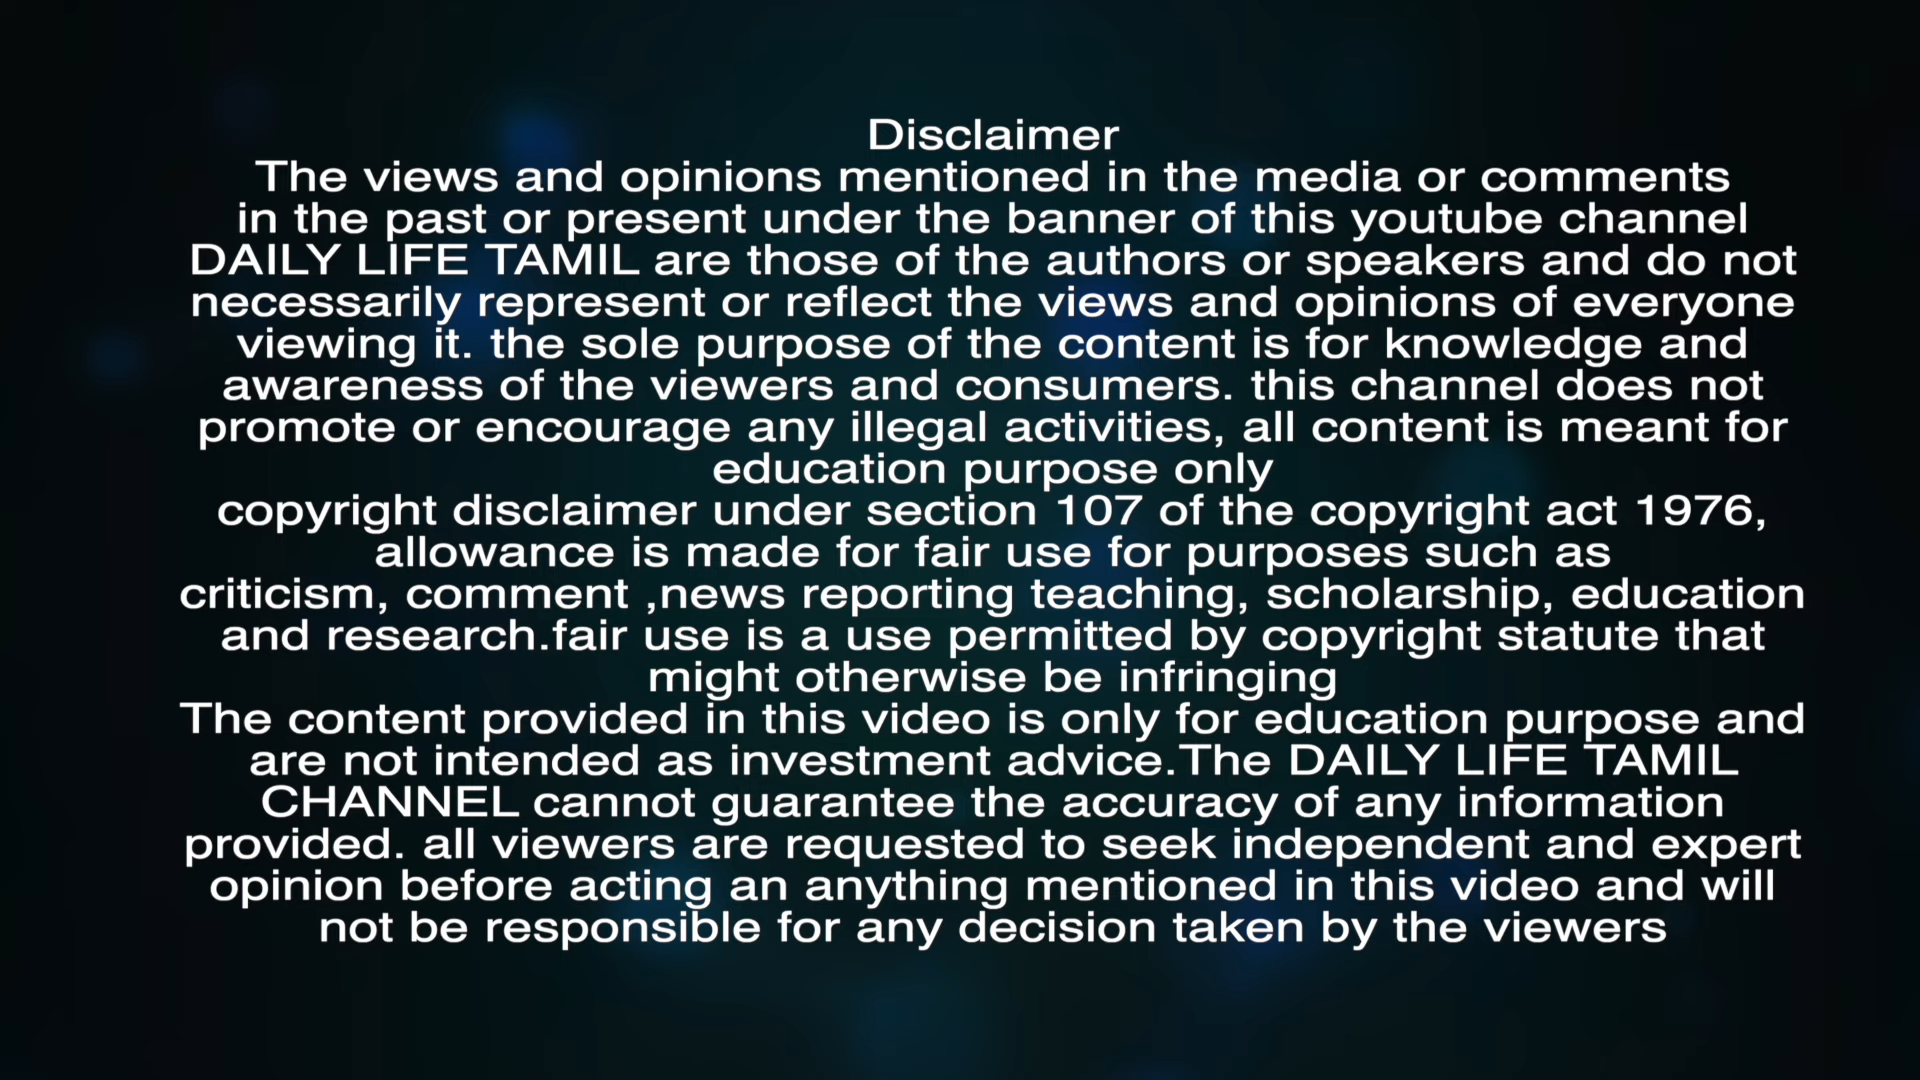 Disclaimer
The views and opinions mentioned in the media or comments
in the past or present under the banner of this youtube channel
DAILY LIFE TAMIL are those of the authors or speakers and do not
necessarily represent or reflect the views and opinions of everyone
viewing it. the sole purpose of the content is for knowledge and
awareness of the viewers and consumers. this channel does not
promote or encourage any illegal activities, all content is meant for
education purpose only
copyright disclaimer under section 107 of the copyright act 1976,
allowance is made for fair use for purposes such as
criticism, comment ,news reporting teaching, scholarship, education
and research.fair use is a use permitted by copyright statute that
might otherwise be infringing
The content provided in this video is only for education purpose and
are not intended as investment advice.The DAILY LIFE TAMIL
CHANNEL cannot guarantee the accuracy of any information
provided. all viewers are requested to seek independent and expert
opinion before acting an anything mentioned in this video and will
not be responsible for any decision taken by the viewers